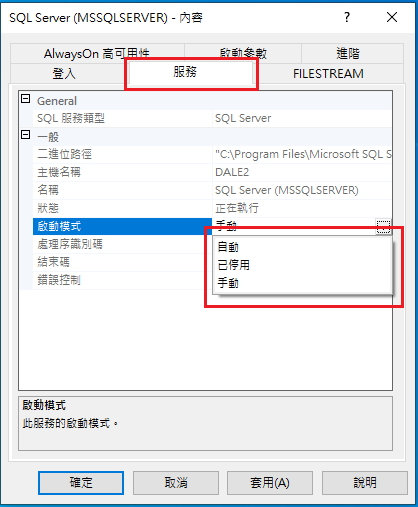 SQL Server (MSSQLSERVER) - 內容
AlwaysOn 高可用性 啟動參數 進階
登入 服務 FILESTREAM
General
SQL 服務類型 SQL Server
一般
二進位路徑 "C:\Program Files\Microsoft SQL S
主機名稱 DALE2
名稱 SQL Server (MSSQLSERVER)
狀態 正在執行
啟動模式 手動
處理序識別碼
自動
結束碼
已停用
錯誤控制
手動
啟動模式
此服務的啟動模式。
確定 取消 套用(A) 說明